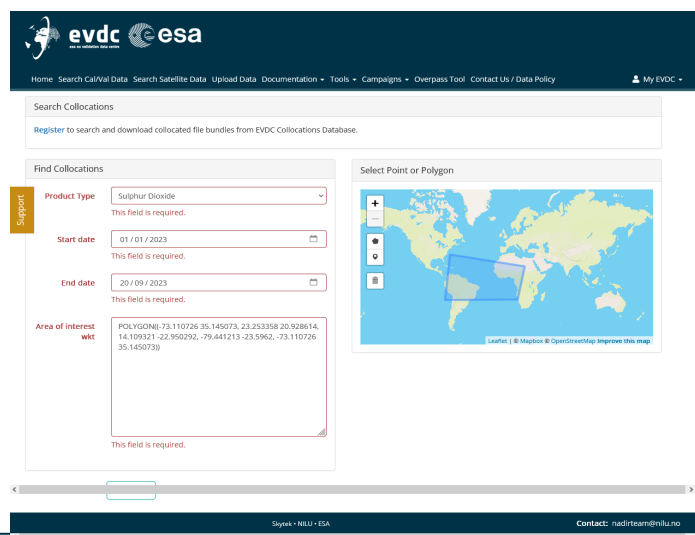 evdc esa
esa eo validation data centre
Home Search Cal/Val Data Search Satellite Data Upload Data Documentation Tools Campaigns Overpass Tool Contact Us / Data Policy My EVDC
Search Collocations
Register to search and download collocated file bundles from EVDC Collocations Database.
Find Collocations
Select Point or Polygon
Support
Product Type
Sulphur Dioxide
This field is required.
Start date
01 / 01 / 2023
This field is required.
End date
20 / 09 / 2023
This field is required.
Area of interest
wkt
POLYGON((-73.110726 35.145073, 23.253358 20.928614,
14.109321 -22.950292, -79.441213 -23.5962, -73.110726
35.145073))
This field is required.
+
−
Leaflet | © Mapbox © OpenStreetMap Improve this map
Skytek • NILU • ESA
Contact: nadirteam@nilu.no